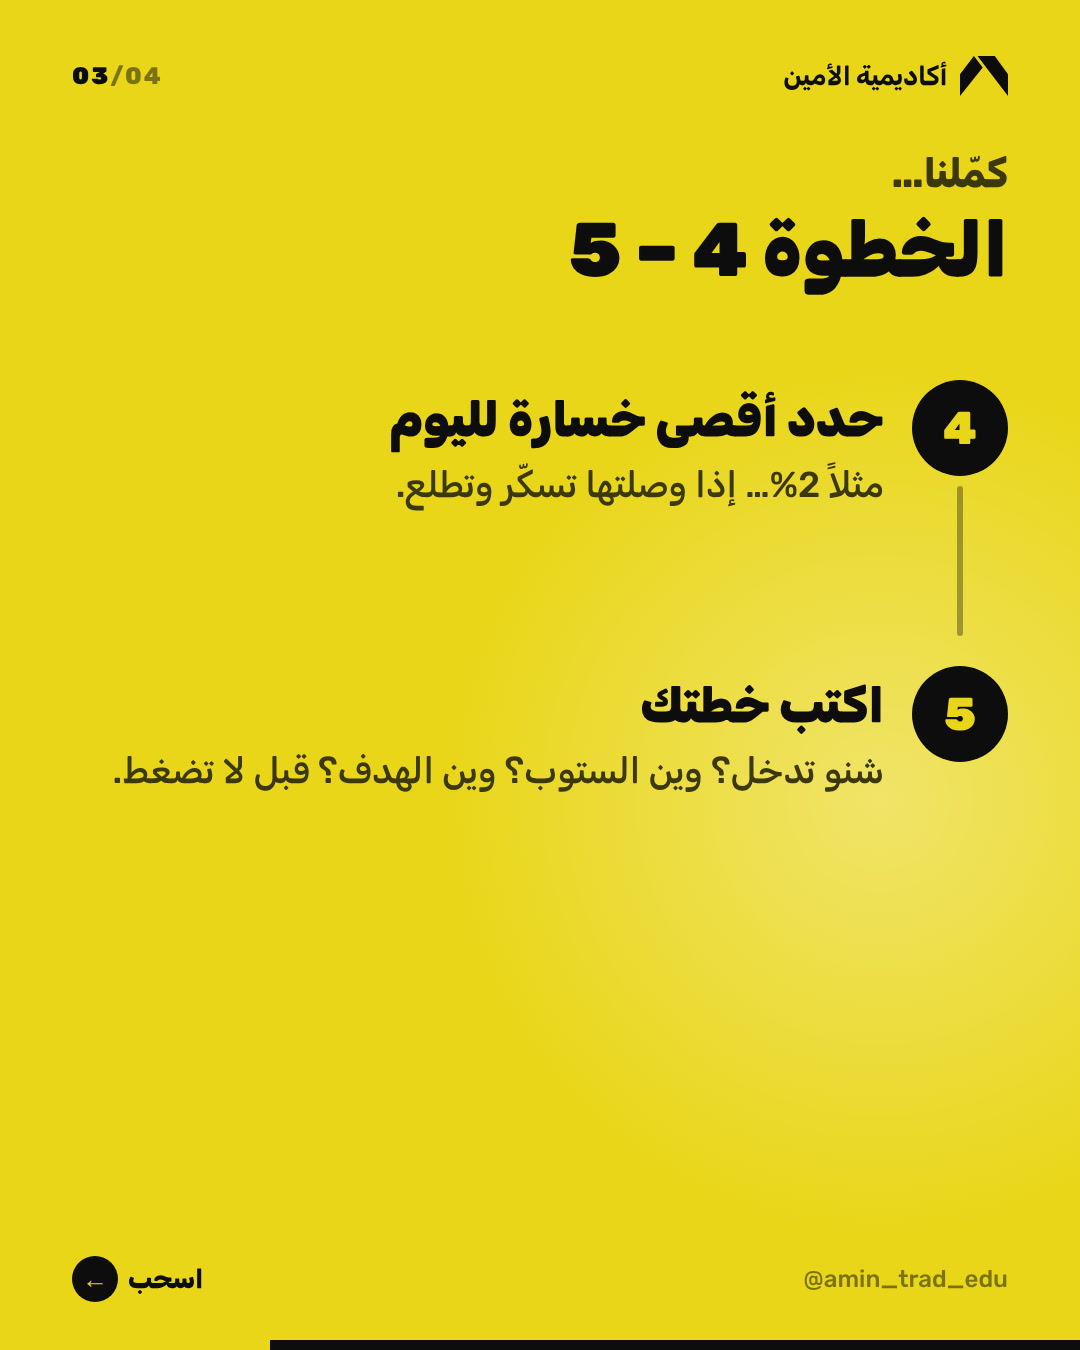 أكاديمية الأمين
03/04
كمّلنا...
الخطوة 4 – 5
4
حدد أقصى خسارة لليوم
مثلاً 2%... إذا وصلتها تسكّر وتطلع.
5
اكتب خطتك
شنو تدخل؟ وين الستوب؟ وين الهدف؟ قبل لا تضغط.
@amin_trad_edu
اسحب ←